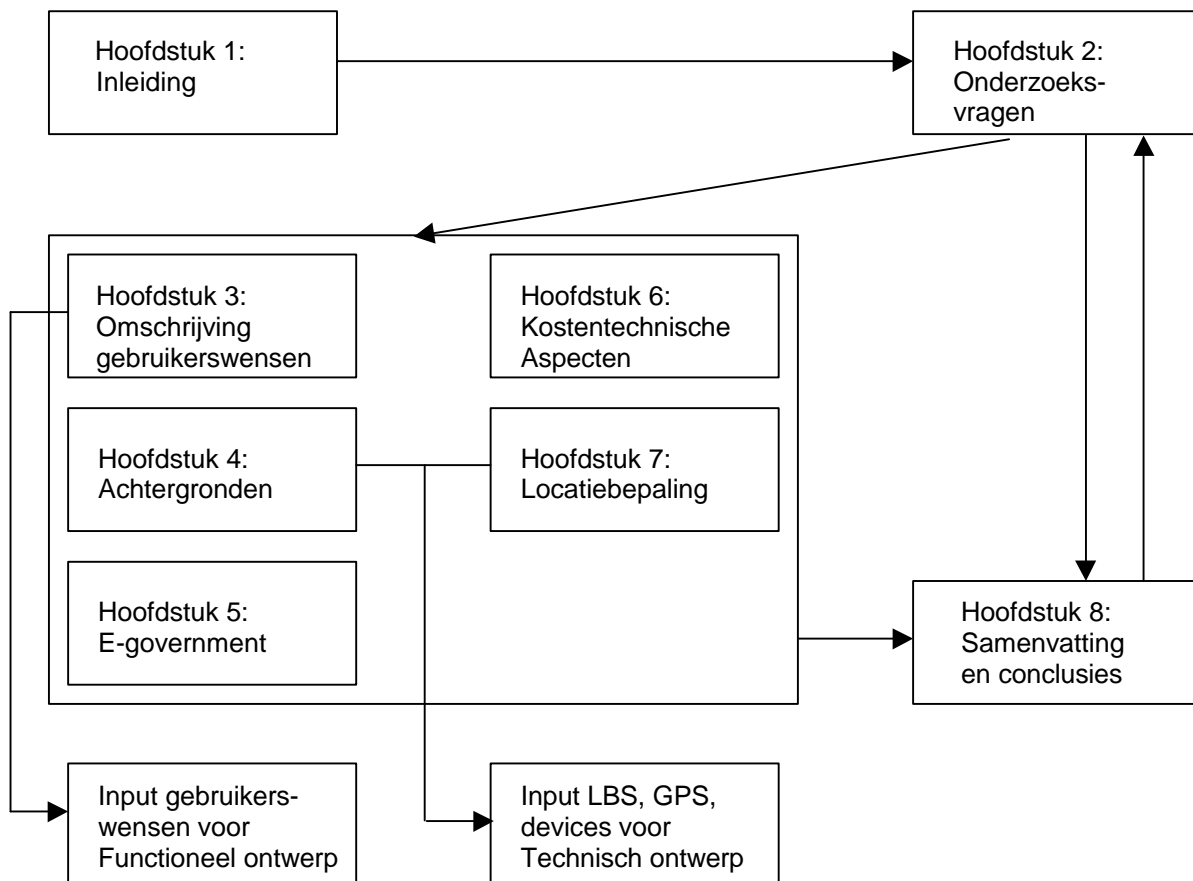 Hoofdstuk 1:
Inleiding
Hoofdstuk 2:
Onderzoeks-
vragen
Hoofdstuk 3:
Omschrijving
gebruikerswensen
Hoofdstuk 6:
Kostentechnische
Aspecten
Hoofdstuk 4:
Achtergronden
Hoofdstuk 7:
Locatiebepaling
Hoofdstuk 5:
E-government
Hoofdstuk 8:
Samenvatting
en conclusies
Input gebruikers-
wensen voor
Functioneel ontwerp
Input LBS, GPS,
devices voor
Technisch ontwerp